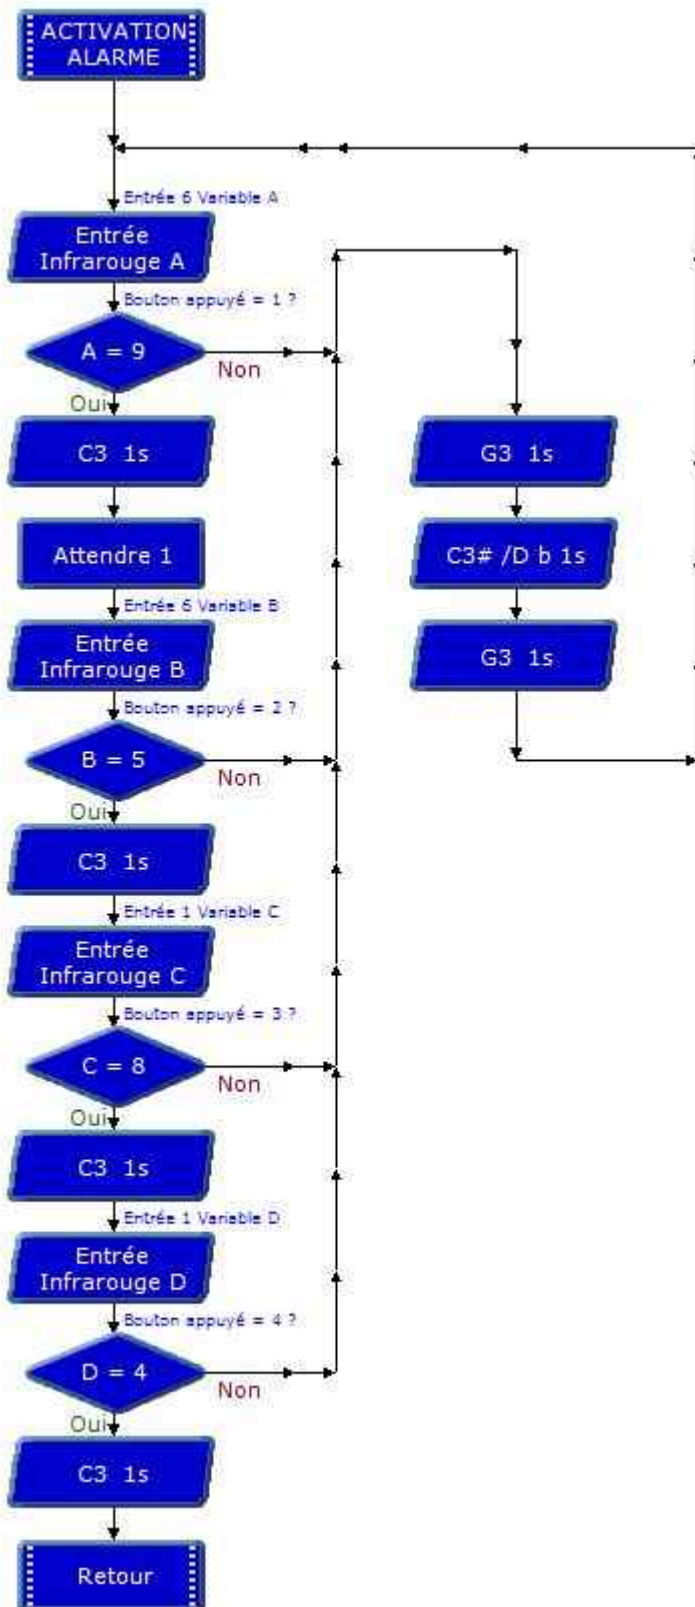 ACTIVATION
ALARME
Entrée 6 Variable A
Entrée
Infrarouge A
Bouton appuyé = 1 ?
A = 9
Non
Oui
C3 1s
Attendre 1
Entrée 6 Variable B
Entrée
Infrarouge B
Bouton appuyé = 2 ?
B = 5
Non
Oui
C3 1s
Entrée 1 Variable C
Entrée
Infrarouge C
Bouton appuyé = 3 ?
C = 8
Non
Oui
C3 1s
Entrée 1 Variable D
Entrée
Infrarouge D
Bouton appuyé = 4 ?
D = 4
Non
Oui
C3 1s
Retour
G3 1s
C3# /D b 1s
G3 1s